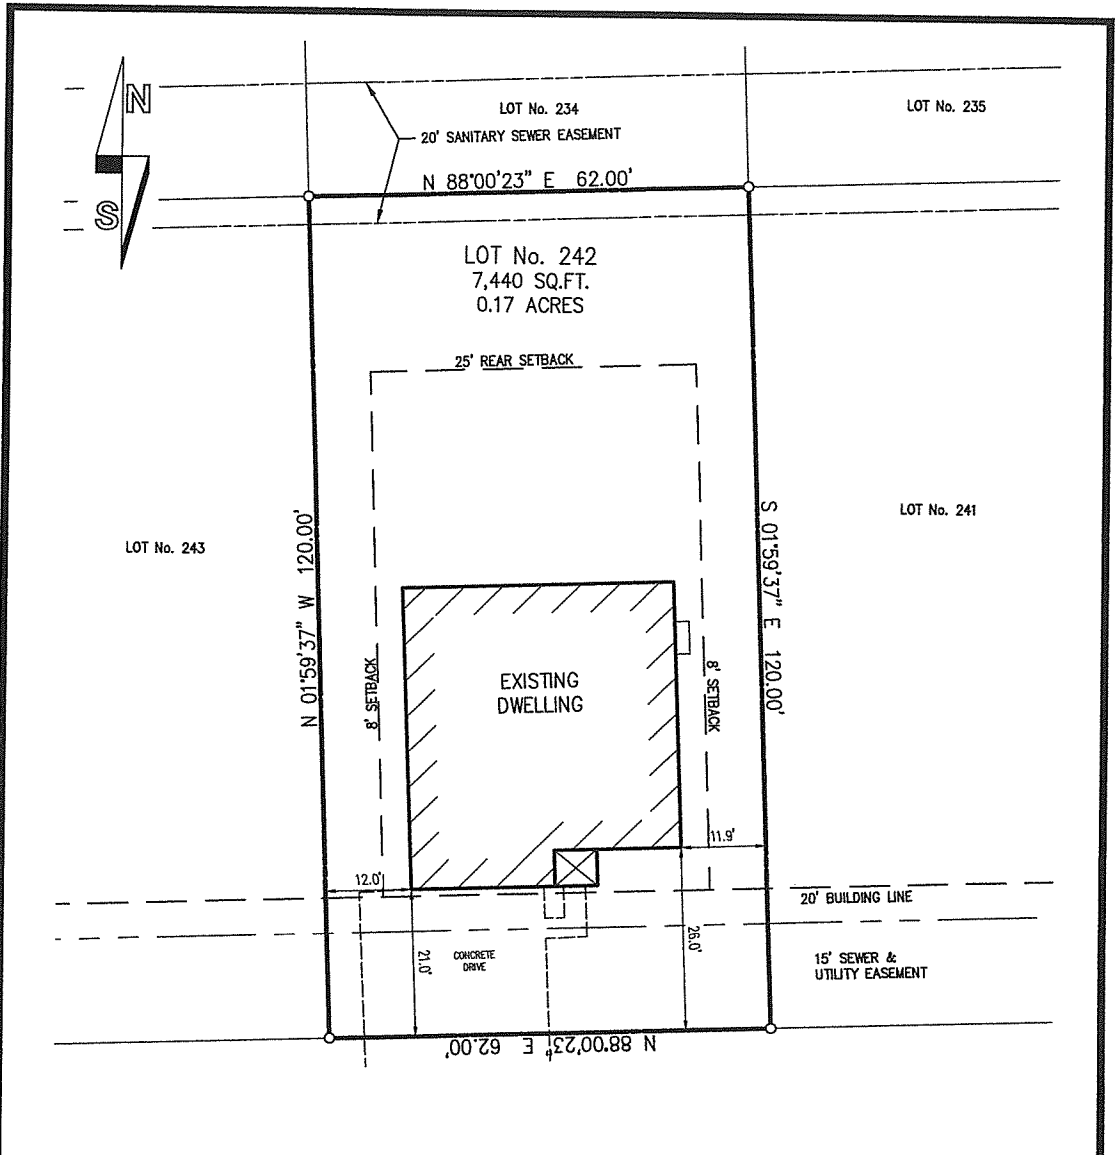 N
S
LOT No. 234
LOT No. 235
20' SANITARY SEWER EASEMENT
N 88°00'23" E 62.00'
LOT No. 242
7,440 SQ.FT.
0.17 ACRES
25' REAR SETBACK
LOT No. 243
N 01°59'37" W 120.00'
S 01°59'37" E 120.00'
LOT No. 241
8' SETBACK
EXISTING
DWELLING
8' SETBACK
11.9'
12.0'
20' BUILDING LINE
21.0'
CONCRETE
DRIVE
26.0'
15' SEWER &
UTILITY EASEMENT
N 88°00'23" E 62.00'